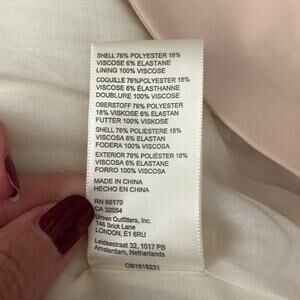 SHELL 76% POLYESTER 18%
VISCOSE 6% ELASTANE
LINING 100% VISCOSE
COQUILLE 76% POLYESTER 18%
VISCOSE 6% ÉLASTHANNE
DOUBLURE 100% VISCOSE
OBERSTOFF 76% POLYESTER
18% VISKOSE 6% ELASTAN
FUTTER 100% VISKOSE
SHELL 76% POLIESTERE 18%
VISCOSA 6% ELASTAN
FODERA 100% VISCOSA
EXTERIOR 76% POLIÉSTER 18%
VISCOSA 6% ELASTANO
FORRO 100% VISCOSA
MADE IN CHINA
HECHO EN CHINA
RN 66170
CA 32054
Urban Outfitters, Inc.
146 Brick Lane
LONDON, E1 6RU
Leidsestraat 32, 1017 PB
Amsterdam, Netherlands
OB1615231